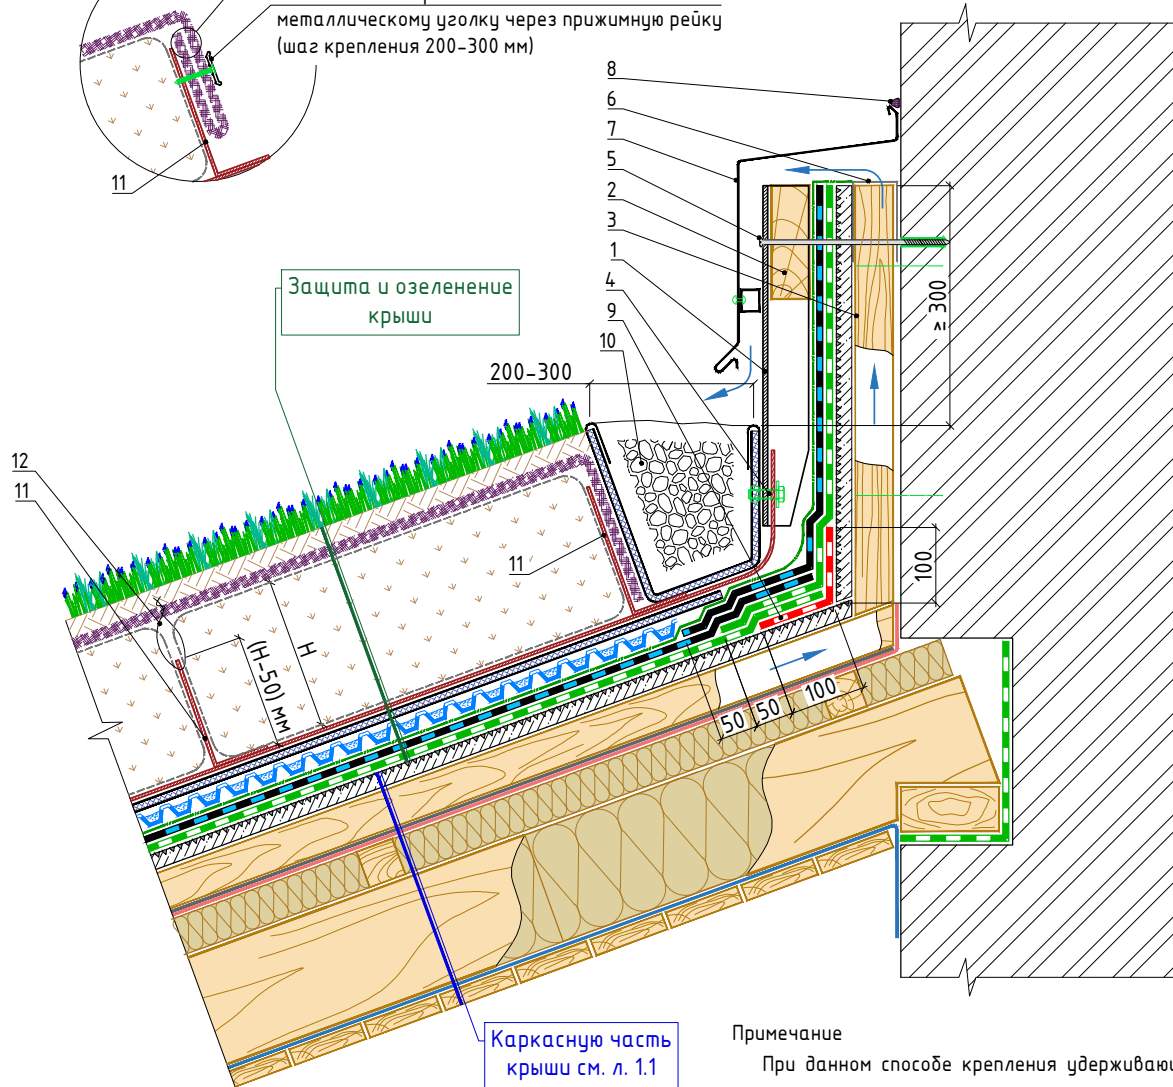 металлическому уголку через прижимную рейку
(шаг крепления 200-300 мм)
11
8
6
7
5
2
3
1
4
9
10
Защита и озеленение
крыши
200-300
≥ 300
12
11
11
100
H
(H-50) мм
50
50
100
Каркасную часть
крыши см. л. 1.1
Примечание
При данном способе крепления